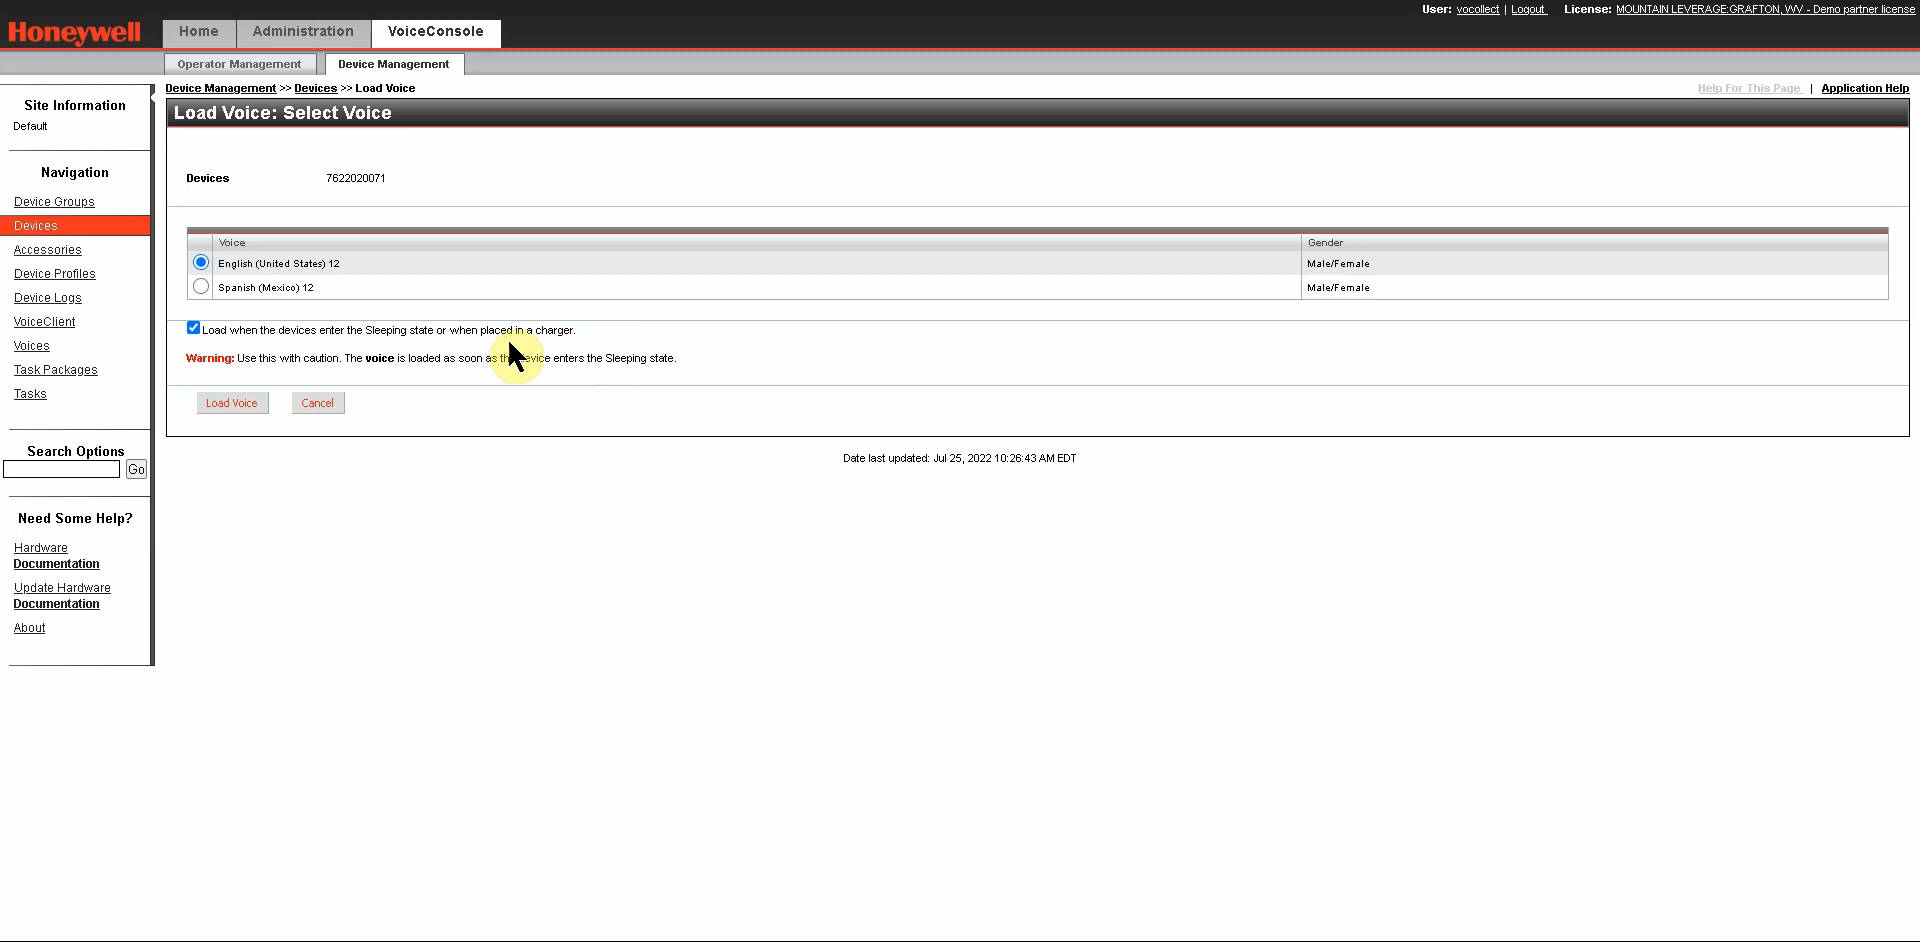 User: vocollect | Logout License: MOUNTAIN LEVERAGE:GRAFTON, WV - Demo partner license
Honeywell
Home Administration VoiceConsole
Operator Management Device Management
Device Management >> Devices >> Load Voice
Help For This Page | Application Help
Site Information
Default
Navigation
Device Groups
Devices
Accessories
Device Profiles
Device Logs
VoiceClient
Voices
Task Packages
Tasks
Search Options
Go
Need Some Help?
Hardware
Documentation
Update Hardware
Documentation
About
Load Voice: Select Voice
Devices 7622020071
Voice Gender
English (United States) 12 Male/Female
Spanish (Mexico) 12 Male/Female
Load when the devices enter the Sleeping state or when placed in a charger.
Warning: Use this with caution. The voice is loaded as soon as the device enters the Sleeping state.
Load Voice Cancel
Date last updated: Jul 25, 2022 10:26:43 AM EDT